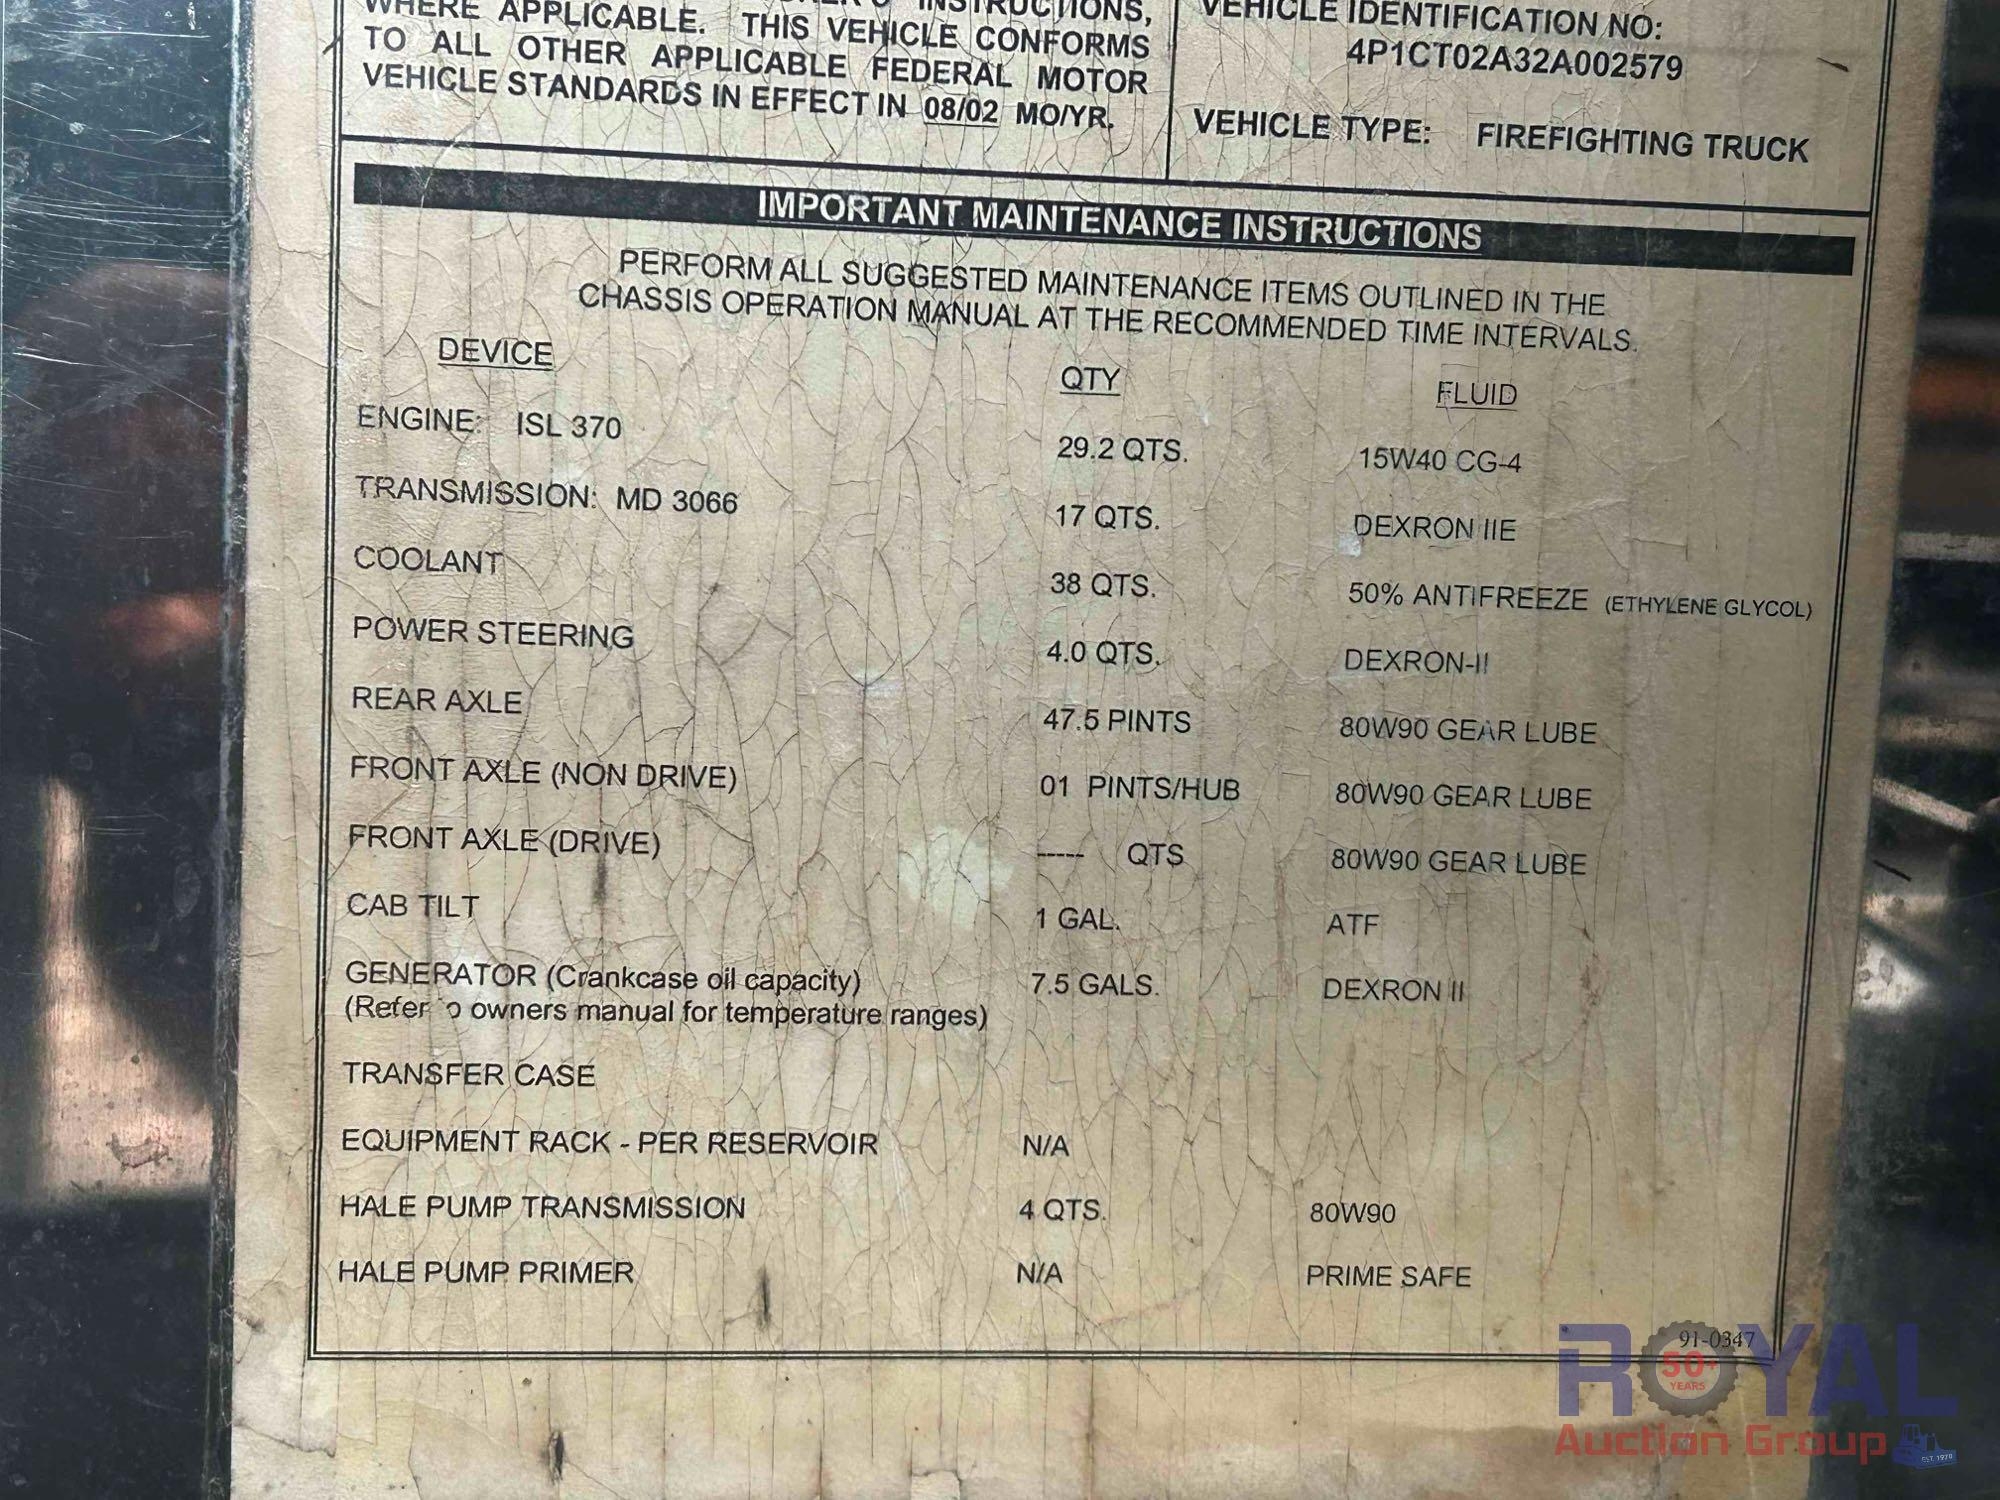 WHERE APPLICABLE. THIS VEHICLE CONFORMS
TO ALL OTHER APPLICABLE FEDERAL MOTOR
VEHICLE STANDARDS IN EFFECT IN 08/02 MO/YR.
VEHICLE IDENTIFICATION NO:
4P1CT02A32A002579
VEHICLE TYPE: FIREFIGHTING TRUCK
IMPORTANT MAINTENANCE INSTRUCTIONS
PERFORM ALL SUGGESTED MAINTENANCE ITEMS OUTLINED IN THE
CHASSIS OPERATION MANUAL AT THE RECOMMENDED TIME INTERVALS.
DEVICE QTY FLUID
ENGINE: ISL 370 29.2 QTS. 15W40 CG-4
TRANSMISSION: MD 3066 17 QTS. DEXRON IIE
COOLANT 38 QTS. 50% ANTIFREEZE (ETHYLENE GLYCOL)
POWER STEERING 4.0 QTS. DEXRON-II
REAR AXLE 47.5 PINTS 80W90 GEAR LUBE
FRONT AXLE (NON DRIVE) 01 PINTS/HUB 80W90 GEAR LUBE
FRONT AXLE (DRIVE) ----- QTS 80W90 GEAR LUBE
CAB TILT 1 GAL. ATF
GENERATOR (Crankcase oil capacity) 7.5 GALS. DEXRON II
(Refer to owners manual for temperature ranges)
TRANSFER CASE
EQUIPMENT RACK - PER RESERVOIR N/A
HALE PUMP TRANSMISSION 4 QTS. 80W90
HALE PUMP PRIMER N/A PRIME SAFE
91-0347
ROYAL
50+
YEARS
Auction Group
EST. 1970